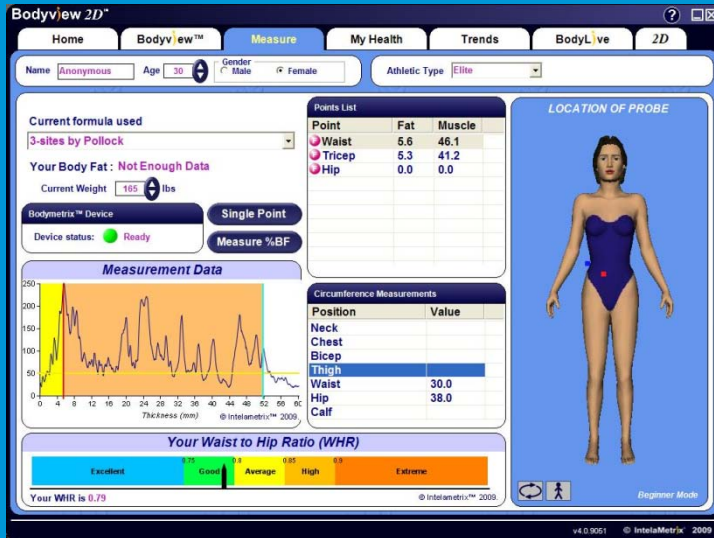 Bodyview 2D™
Home Bodyview™ Measure My Health Trends BodyLive 2D
Name Anonymous Age 30 Gender Male Female Athletic Type Elite
Current formula used
3-sites by Pollock
Your Body Fat : Not Enough Data
Current Weight 165 lbs
Bodymetrix™ Device
Device status: Ready
Single Point
Measure %BF
Points List
Point Fat Muscle
Waist 5.6 46.1
Tricep 5.3 41.2
Hip 0.0 0.0
LOCATION OF PROBE
Beginner Mode
Measurement Data
250
200
150
100
50
0
0 4 8 12 16 20 24 28 32 36 40 44 48 52 56 60
Thickness (mm)
© Intelametrix™ 2009.
Circumference Measurements
Position Value
Neck
Chest
Bicep
Thigh
Waist 30.0
Hip 38.0
Calf
Your Waist to Hip Ratio (WHR)
0.75 0.8 0.85 0.9
Excellent Good Average High Extreme
Your WHR is 0.79
© Intelametrix™ 2009.
v4.0.9051 © IntelaMetrix 2009